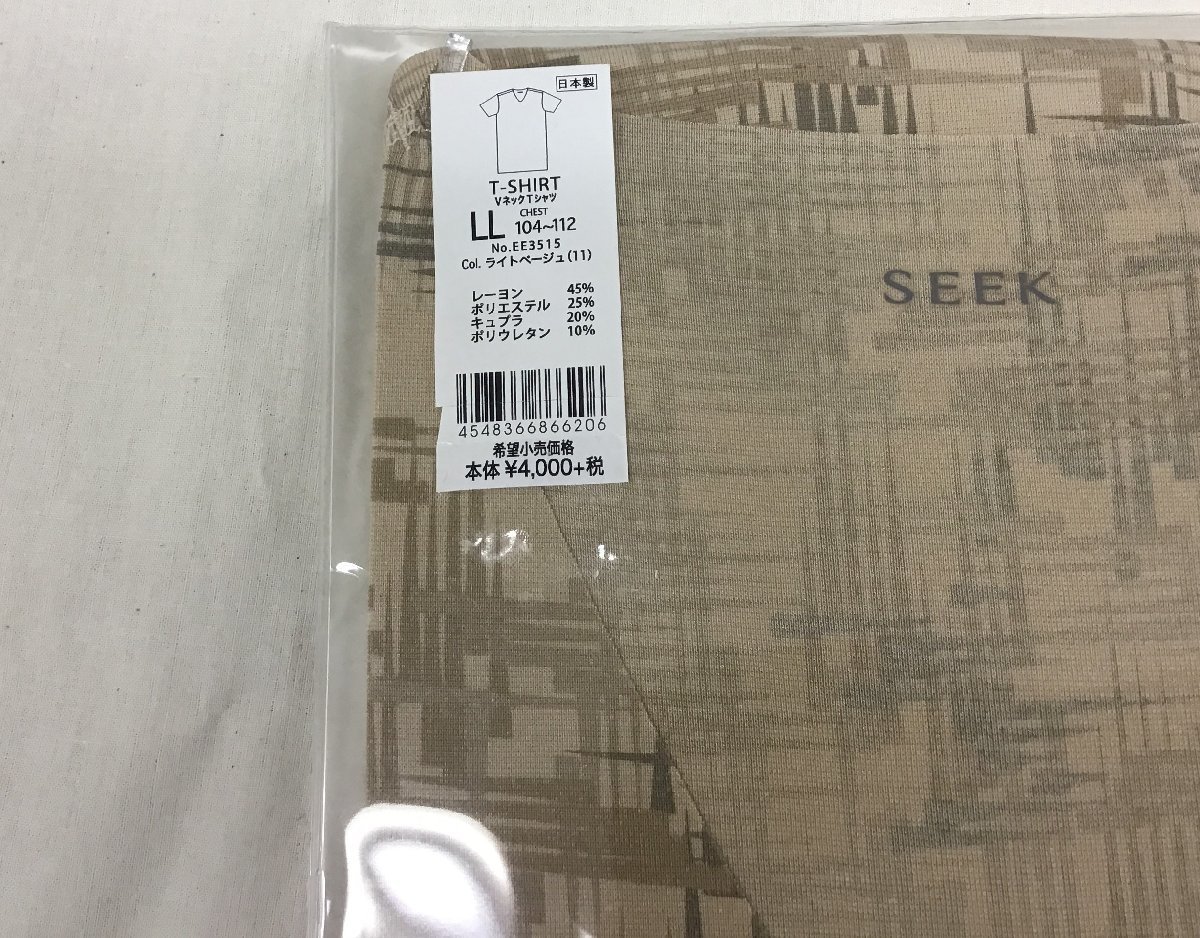 日本製
T-SHIRT
VネックTシャツ
LL CHEST 104~112
No.EE3515
Col. ライトベージュ(11)
レーヨン 45%
ポリエステル 25%
キュプラ 20%
ポリウレタン 10%
4548366866206
希望小売価格
本体 ¥4,000+税
SEEK